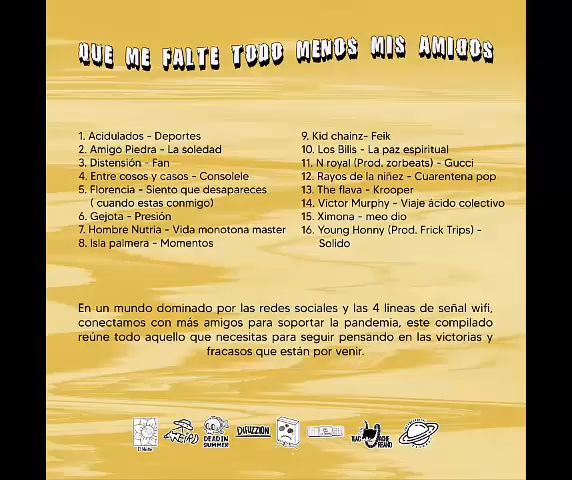 QUE ME FALTE TODO MENOS MIS AMIGOS
1. Acidulados - Deportes
2. Amigo Piedra - La soledad
3. Distensión - Fan
4. Entre cosos y casos - Consolele
5. Florencia - Siento que desapareces
( cuando estas conmigo)
6. Gejota - Presión
7. Hombre Nutria - Vida monotona master
8. Isla palmera - Momentos
9. Kid chainz- Feik
10. Los Bilis - La paz espiritual
11. N royal (Prod. zorbeats) - Gucci
12. Rayos de la niñez - Cuarentena pop
13. The flava - Krooper
14. Victor Murphy - Viaje ácido colectivo
15. Ximona - meo dio
16. Young Honny (Prod. Frick Trips) -
Solido
En un mundo dominado por las redes sociales y las 4 lineas de señal wifi,
conectamos con más amigos para soportar la pandemia, este compilado
reúne todo aquello que necesitas para seguir pensando en las victorias y
fracasos que están por venir.
WEIRD
DEAD IN
SUMMER
DIFUZZION